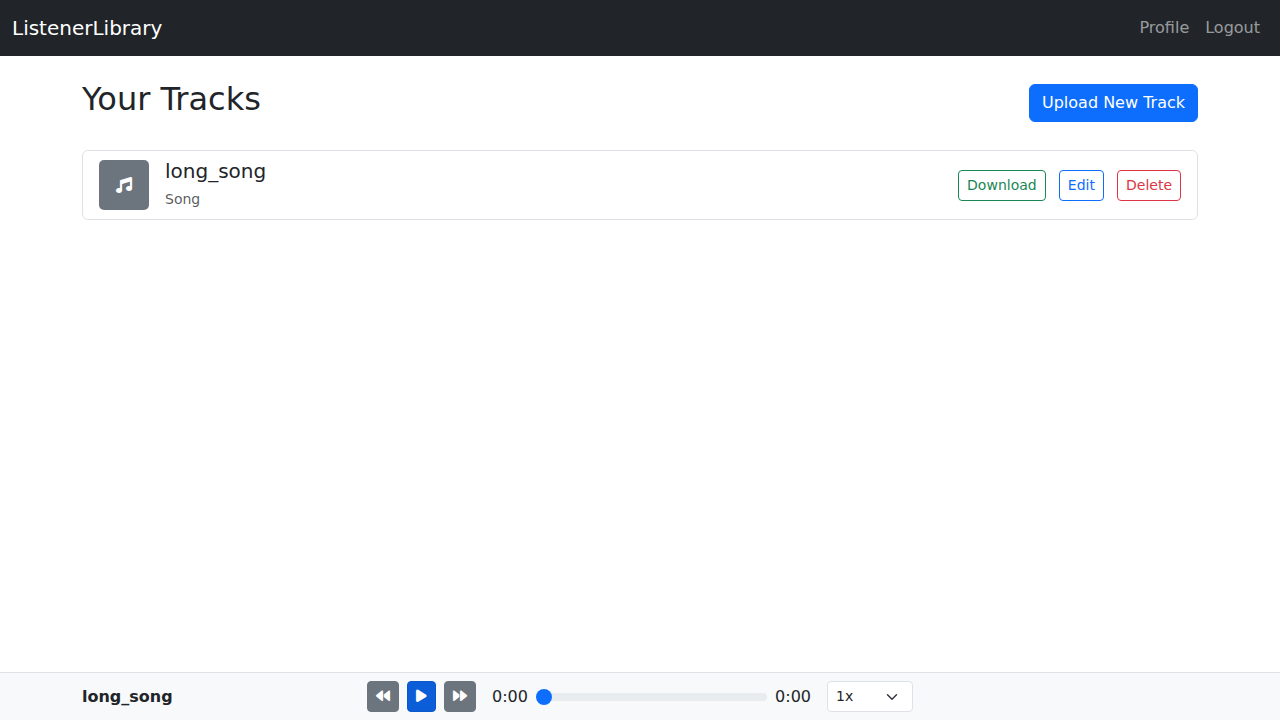 ListenerLibrary
Profile Logout
Your Tracks
Upload New Track
long_song
Song
Download Edit Delete
long_song
0:00 0:00 1x